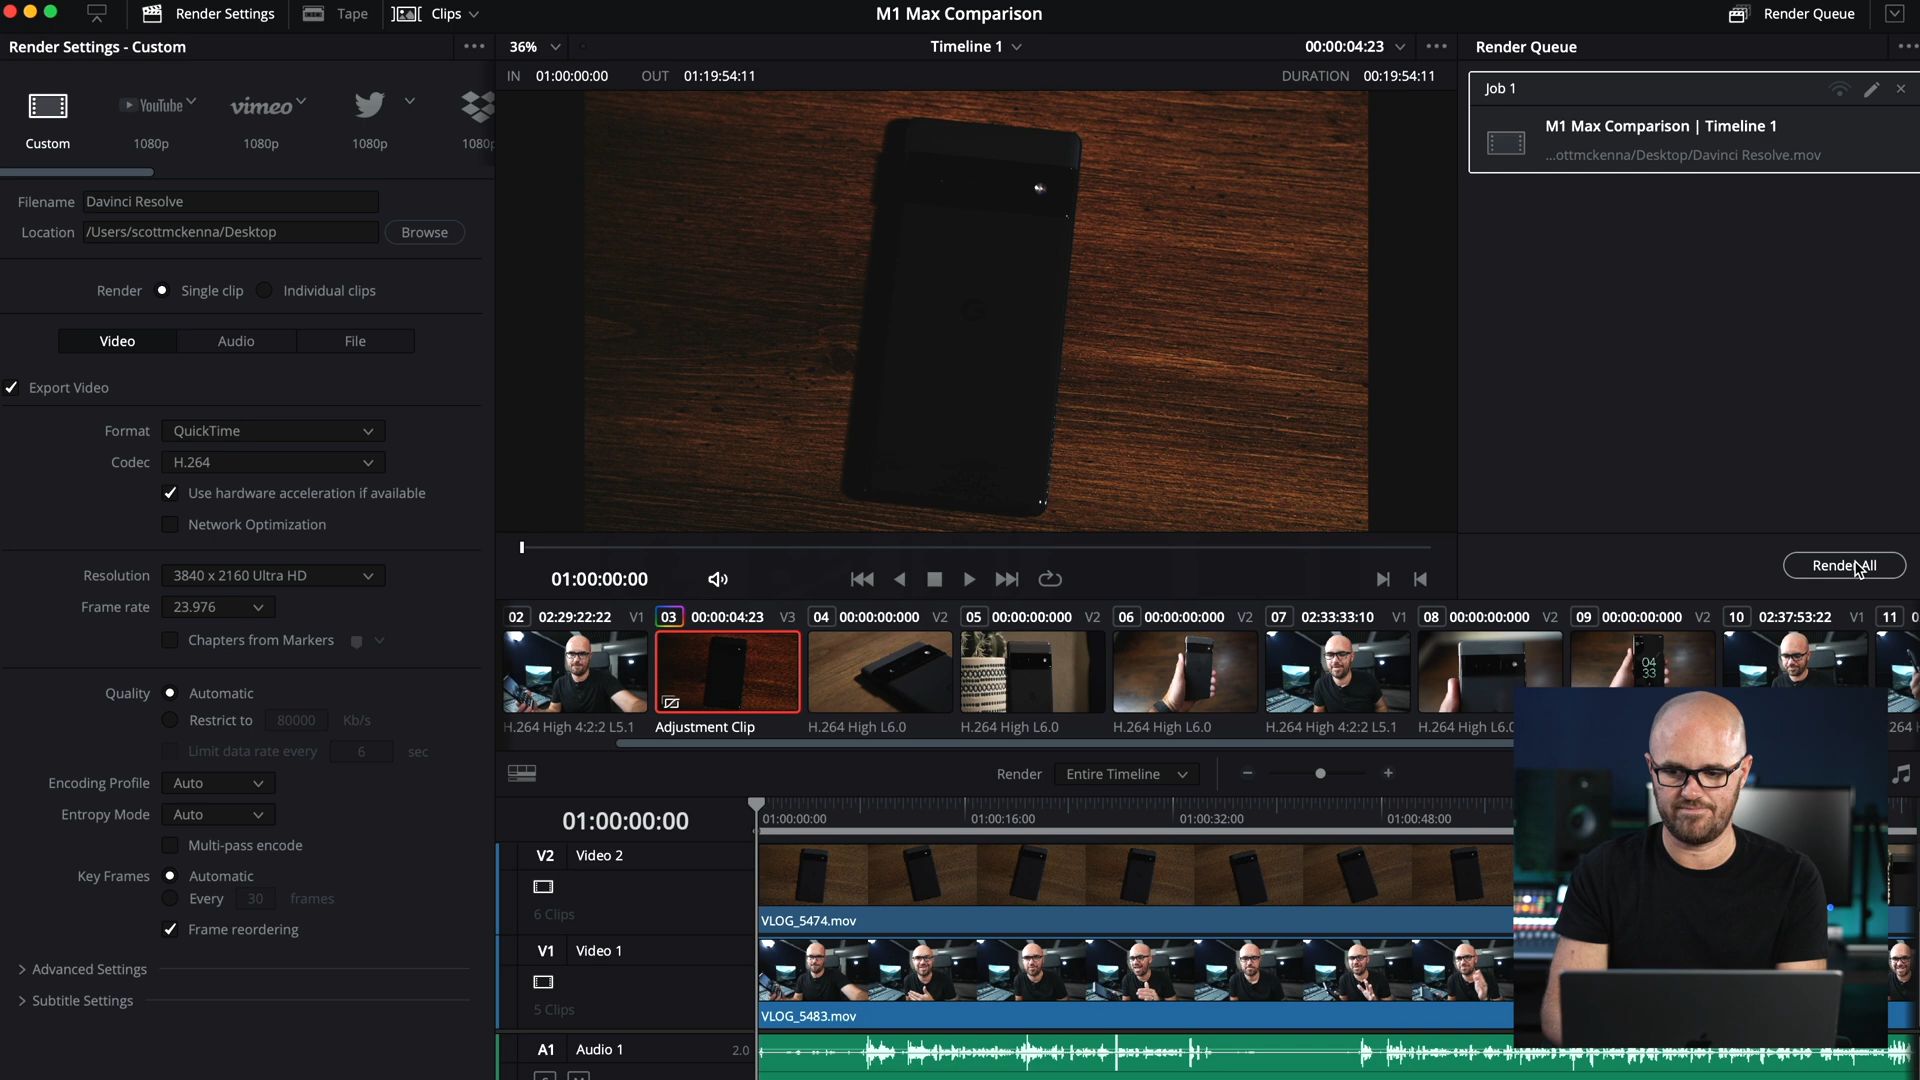 Render Settings
Tape
Clips
M1 Max Comparison
Render Queue
Render Settings - Custom
36%
Timeline 1
00:00:04:23
Render Queue
IN 01:00:00:00 OUT 01:19:54:11
DURATION 00:19:54:11
Job 1
M1 Max Comparison | Timeline 1
...ottmckenna/Desktop/Davinci Resolve.mov
YouTube
vimeo
Custom
1080p
1080p
1080p
Filename Davinci Resolve
Location /Users/scottmckenna/Desktop Browse
Render Single clip Individual clips
Video Audio File
Export Video
Format QuickTime
Codec H.264
Use hardware acceleration if available
Network Optimization
Resolution 3840 x 2160 Ultra HD
Frame rate 23.976
Chapters from Markers
Quality Automatic
Restrict to 80000 Kb/s
Limit data rate every 6 sec
Encoding Profile Auto
Entropy Mode Auto
Multi-pass encode
Key Frames Automatic
Every 30 frames
Frame reordering
Advanced Settings
Subtitle Settings
01:00:00:00
Render All
02 02:29:22:22 V1
03 00:00:04:23 V3
04 00:00:00:000 V2
05 00:00:00:000 V2
06 00:00:00:000 V2
07 02:33:33:10 V1
08 00:00:00:000 V2
09 00:00:00:000 V2
10 02:37:53:22 V1
11
04
33
H.264 High 4:2:2 L5.1
Adjustment Clip
H.264 High L6.0
H.264 High L6.0
H.264 High L6.0
H.264 High 4:2:2 L5.1
H.264 High L6.0
Render Entire Timeline
01:00:00:00
01:00:00:00
01:00:16:00
01:00:32:00
01:00:48:00
V2 Video 2
6 Clips
VLOG_5474.mov
V1 Video 1
5 Clips
VLOG_5483.mov
A1 Audio 1 2.0